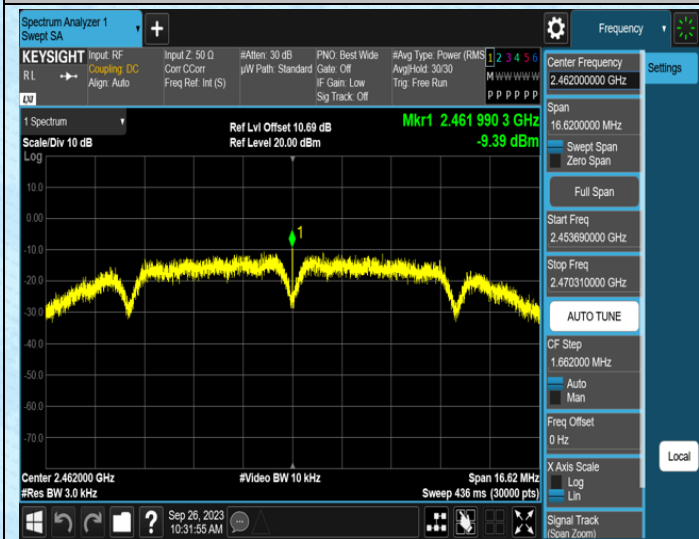 Spectrum Analyzer 1
Swept SA
+
Frequency
KEYSIGHT
RL
LXI
Input: RF
Coupling: DC
Align: Auto
Input Z: 50 Ω
Corr CCorr
Freq Ref: Int (S)
#Atten: 30 dB
µW Path: Standard
PNO: Best Wide
Gate: Off
IF Gain: Low
Sig Track: Off
#Avg Type: Power (RMS
Avg|Hold: 30/30
Trig: Free Run
1 2 3 4 5 6
M W W W W W
P P P P P P
1 Spectrum
Scale/Div 10 dB
Ref Lvl Offset 10.69 dB
Ref Level 20.00 dBm
Mkr1 2.461 990 3 GHz
-9.39 dBm
Log
10.0
0.00
-10.0
-20.0
-30.0
-40.0
-50.0
-60.0
-70.0
1
Center 2.462000 GHz
#Res BW 3.0 kHz
#Video BW 10 kHz
Span 16.62 MHz
Sweep 436 ms (30000 pts)
?
Sep 26, 2023
10:31:55 AM
Center Frequency
2.462000000 GHz
Settings
Span
16.6200000 MHz
Swept Span
Zero Span
Full Span
Start Freq
2.453690000 GHz
Stop Freq
2.470310000 GHz
AUTO TUNE
CF Step
1.662000 MHz
Auto
Man
Freq Offset
0 Hz
X Axis Scale
Log
Lin
Local
Signal Track
(Span Zoom)